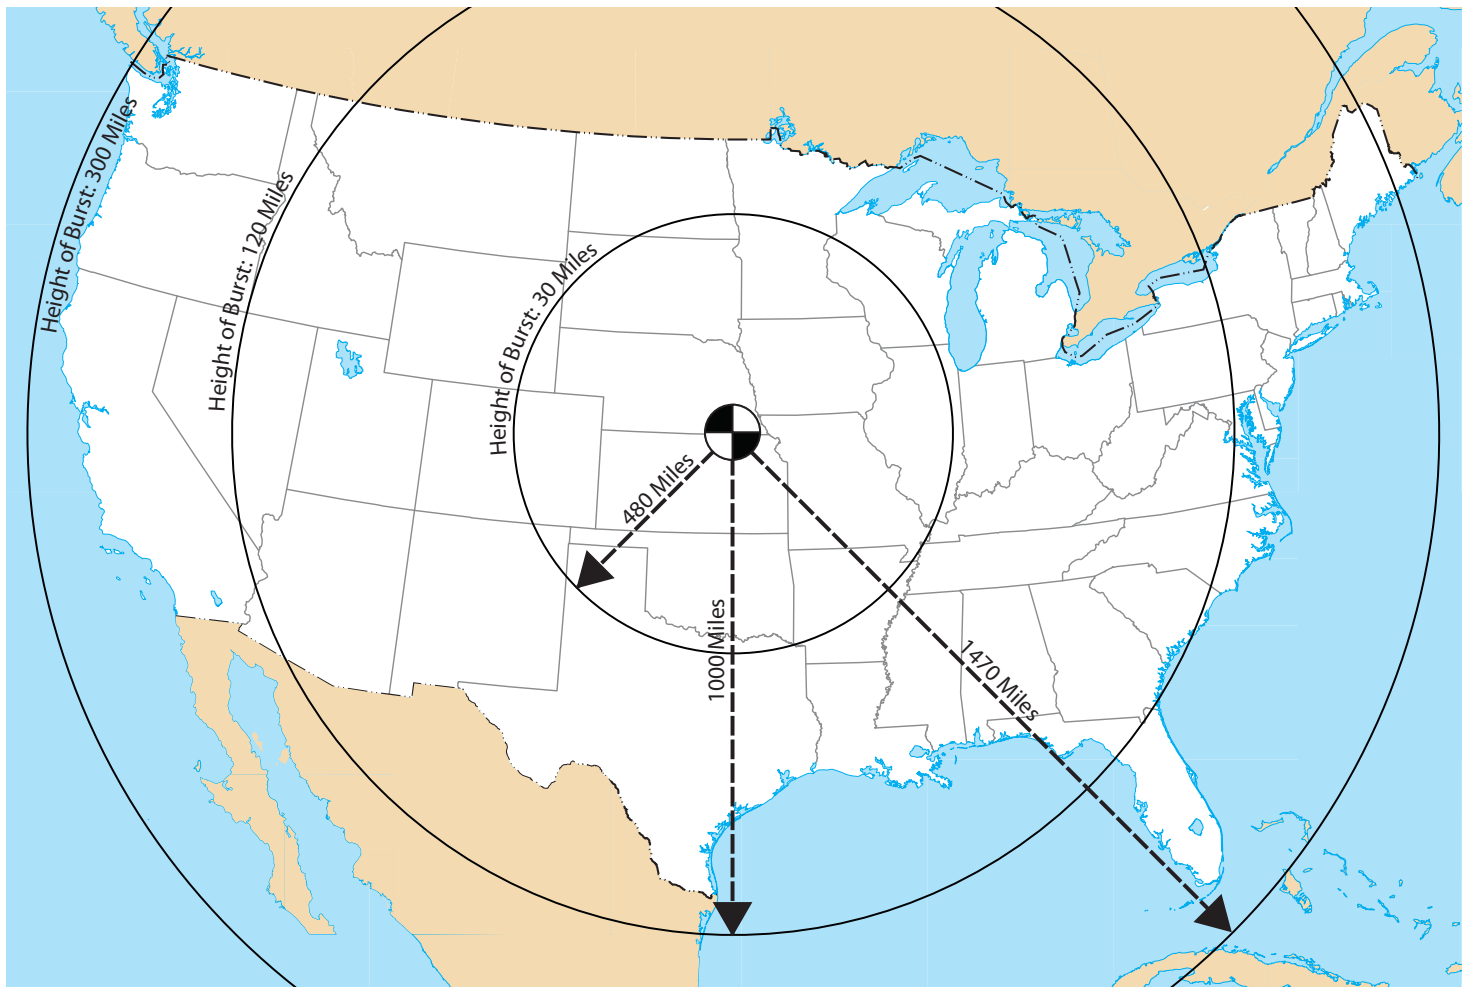 Height of Burst: 300 Miles
Height of Burst: 120 Miles
Height of Burst: 30 Miles
480 Miles
1000 Miles
1470 Miles